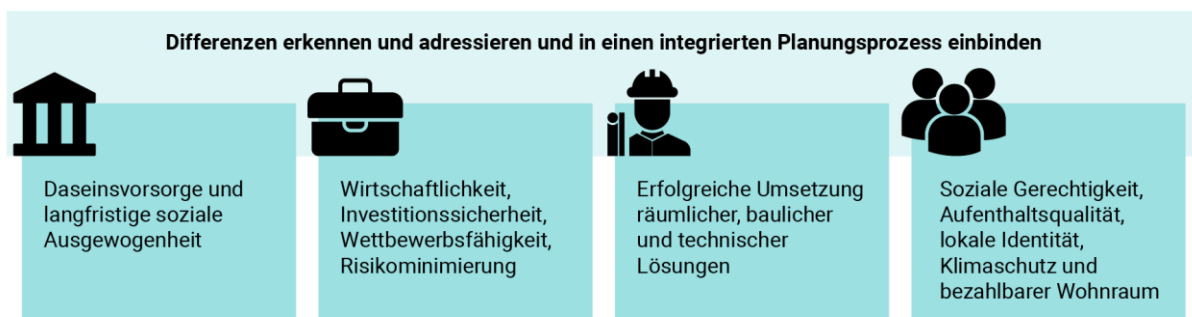 Differenzen erkennen und adressieren und in einen integrierten Planungsprozess einbinden
Daseinsvorsorge und
langfristige soziale
Ausgewogenheit
Wirtschaftlichkeit,
Investitionssicherheit,
Wettbewerbsfähigkeit,
Risikominimierung
Erfolgreiche Umsetzung
räumlicher, baulicher
und technischer
Lösungen
Soziale Gerechtigkeit,
Aufenthaltsqualität,
lokale Identität,
Klimaschutz und
bezahlbarer Wohnraum